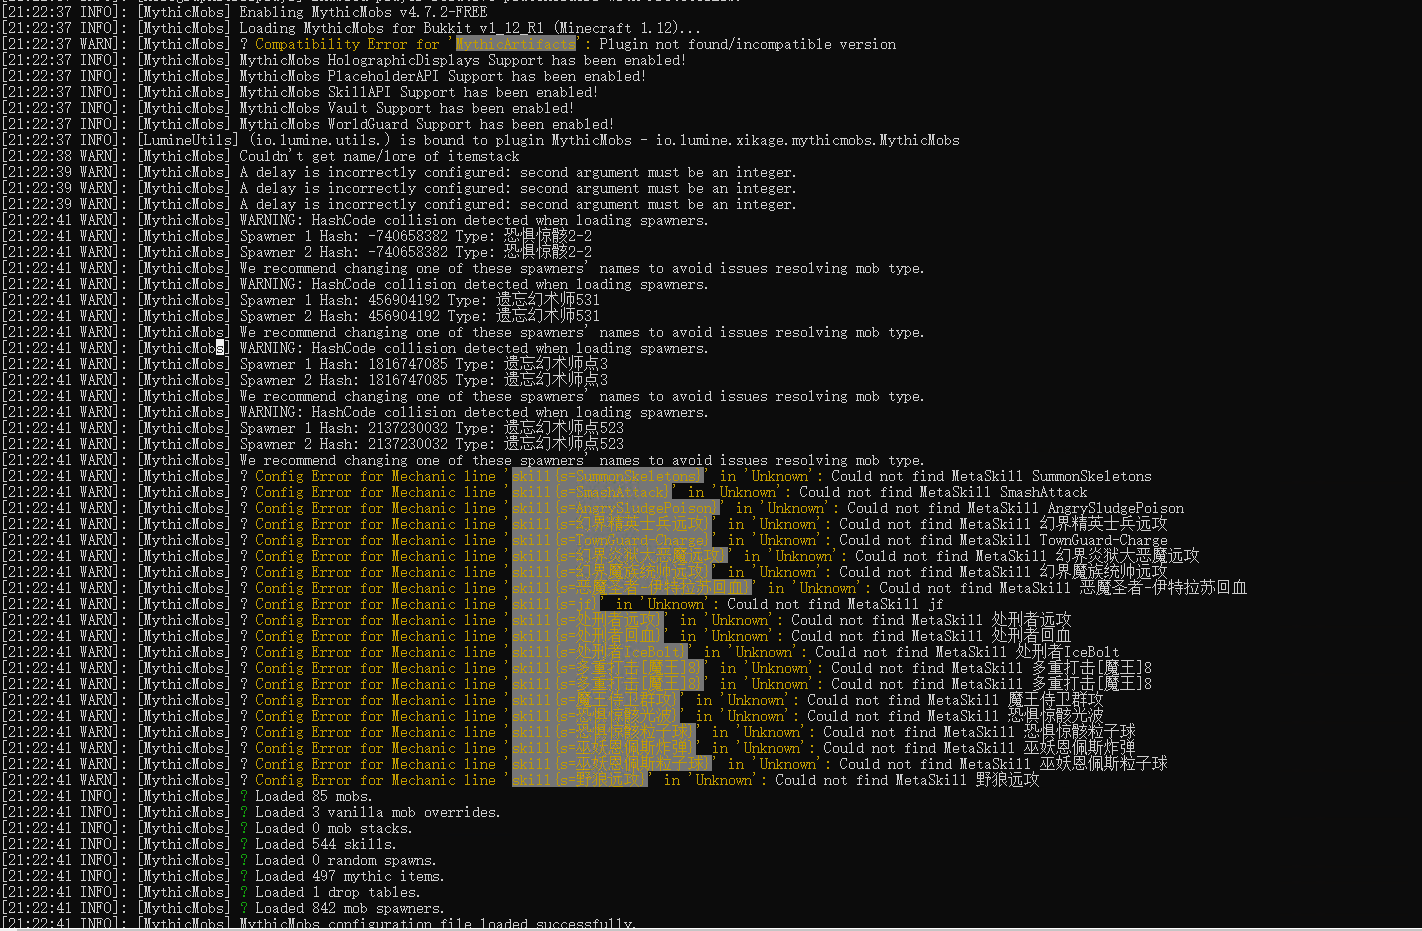 [21:22:37 INFO]: [MythicMobs] Enabling MythicMobs v4.7.2-FREE
[21:22:37 INFO]: [MythicMobs] Loading MythicMobs for Bukkit v1_12_R1 (Minecraft 1.12)...
[21:22:37 WARN]: [MythicMobs] ? Compatibility Error for 'MythicArtifacts': Plugin not found/incompatible version
[21:22:37 INFO]: [MythicMobs] MythicMobs HolographicDisplays Support has been enabled!
[21:22:37 INFO]: [MythicMobs] MythicMobs PlaceholderAPI Support has been enabled!
[21:22:37 INFO]: [MythicMobs] MythicMobs SkillAPI Support has been enabled!
[21:22:37 INFO]: [MythicMobs] MythicMobs Vault Support has been enabled!
[21:22:37 INFO]: [MythicMobs] MythicMobs WorldGuard Support has been enabled!
[21:22:37 INFO]: [LumineUtils] (io.lumine.utils.) is bound to plugin MythicMobs - io.lumine.xikage.mythicmobs.MythicMobs
[21:22:38 WARN]: [MythicMobs] Couldn't get name/lore of itemstack
[21:22:39 WARN]: [MythicMobs] A delay is incorrectly configured: second argument must be an integer.
[21:22:39 WARN]: [MythicMobs] A delay is incorrectly configured: second argument must be an integer.
[21:22:39 WARN]: [MythicMobs] A delay is incorrectly configured: second argument must be an integer.
[21:22:41 WARN]: [MythicMobs] WARNING: HashCode collision detected when loading spawners.
[21:22:41 WARN]: [MythicMobs] Spawner 1 Hash: -740658382 Type: 恐惧惊骸2-2
[21:22:41 WARN]: [MythicMobs] Spawner 2 Hash: -740658382 Type: 恐惧惊骸2-2
[21:22:41 WARN]: [MythicMobs] We recommend changing one of these spawners' names to avoid issues resolving mob type.
[21:22:41 WARN]: [MythicMobs] WARNING: HashCode collision detected when loading spawners.
[21:22:41 WARN]: [MythicMobs] Spawner 1 Hash: 456904192 Type: 遗忘幻术师531
[21:22:41 WARN]: [MythicMobs] Spawner 2 Hash: 456904192 Type: 遗忘幻术师531
[21:22:41 WARN]: [MythicMobs] We recommend changing one of these spawners' names to avoid issues resolving mob type.
[21:22:41 WARN]: [MythicMobs] WARNING: HashCode collision detected when loading spawners.
[21:22:41 WARN]: [MythicMobs] Spawner 1 Hash: 1816747085 Type: 遗忘幻术师点3
[21:22:41 WARN]: [MythicMobs] Spawner 2 Hash: 1816747085 Type: 遗忘幻术师点3
[21:22:41 WARN]: [MythicMobs] We recommend changing one of these spawners' names to avoid issues resolving mob type.
[21:22:41 WARN]: [MythicMobs] WARNING: HashCode collision detected when loading spawners.
[21:22:41 WARN]: [MythicMobs] Spawner 1 Hash: 2137230032 Type: 遗忘幻术师点523
[21:22:41 WARN]: [MythicMobs] Spawner 2 Hash: 2137230032 Type: 遗忘幻术师点523
[21:22:41 WARN]: [MythicMobs] We recommend changing one of these spawners' names to avoid issues resolving mob type.
[21:22:41 WARN]: [MythicMobs] ? Config Error for Mechanic line 'skill{s=SummonSkeletons}' in 'Unknown': Could not find MetaSkill SummonSkeletons
[21:22:41 WARN]: [MythicMobs] ? Config Error for Mechanic line 'skill{s=SmashAttack}' in 'Unknown': Could not find MetaSkill SmashAttack
[21:22:41 WARN]: [MythicMobs] ? Config Error for Mechanic line 'skill{s=AngrySludgePoison}' in 'Unknown': Could not find MetaSkill AngrySludgePoison
[21:22:41 WARN]: [MythicMobs] ? Config Error for Mechanic line 'skill{s=幻界精英士兵远攻}' in 'Unknown': Could not find MetaSkill 幻界精英士兵远攻
[21:22:41 WARN]: [MythicMobs] ? Config Error for Mechanic line 'skill{s=TownGuard-Charge}' in 'Unknown': Could not find MetaSkill TownGuard-Charge
[21:22:41 WARN]: [MythicMobs] ? Config Error for Mechanic line 'skill{s=幻界炎狱大恶魔远攻}' in 'Unknown': Could not find MetaSkill 幻界炎狱大恶魔远攻
[21:22:41 WARN]: [MythicMobs] ? Config Error for Mechanic line 'skill{s=幻界魔族统帅远攻}' in 'Unknown': Could not find MetaSkill 幻界魔族统帅远攻
[21:22:41 WARN]: [MythicMobs] ? Config Error for Mechanic line 'skill{s=恶魔圣者-伊特拉苏回血}' in 'Unknown': Could not find MetaSkill 恶魔圣者-伊特拉苏回血
[21:22:41 WARN]: [MythicMobs] ? Config Error for Mechanic line 'skill{s=jf}' in 'Unknown': Could not find MetaSkill jf
[21:22:41 WARN]: [MythicMobs] ? Config Error for Mechanic line 'skill{s=处刑者远攻}' in 'Unknown': Could not find MetaSkill 处刑者远攻
[21:22:41 WARN]: [MythicMobs] ? Config Error for Mechanic line 'skill{s=处刑者回血}' in 'Unknown': Could not find MetaSkill 处刑者回血
[21:22:41 WARN]: [MythicMobs] ? Config Error for Mechanic line 'skill{s=处刑者IceBolt}' in 'Unknown': Could not find MetaSkill 处刑者IceBolt
[21:22:41 WARN]: [MythicMobs] ? Config Error for Mechanic line 'skill{s=多重打击[魔王]8}' in 'Unknown': Could not find MetaSkill 多重打击[魔王]8
[21:22:41 WARN]: [MythicMobs] ? Config Error for Mechanic line 'skill{s=多重打击[魔王]8}' in 'Unknown': Could not find MetaSkill 多重打击[魔王]8
[21:22:41 WARN]: [MythicMobs] ? Config Error for Mechanic line 'skill{s=魔王侍卫群攻}' in 'Unknown': Could not find MetaSkill 魔王侍卫群攻
[21:22:41 WARN]: [MythicMobs] ? Config Error for Mechanic line 'skill{s=恐惧惊骸光波}' in 'Unknown': Could not find MetaSkill 恐惧惊骸光波
[21:22:41 WARN]: [MythicMobs] ? Config Error for Mechanic line 'skill{s=恐惧惊骸粒子球}' in 'Unknown': Could not find MetaSkill 恐惧惊骸粒子球
[21:22:41 WARN]: [MythicMobs] ? Config Error for Mechanic line 'skill{s=巫妖恩佩斯炸弹}' in 'Unknown': Could not find MetaSkill 巫妖恩佩斯炸弹
[21:22:41 WARN]: [MythicMobs] ? Config Error for Mechanic line 'skill{s=巫妖恩佩斯粒子球}' in 'Unknown': Could not find MetaSkill 巫妖恩佩斯粒子球
[21:22:41 WARN]: [MythicMobs] ? Config Error for Mechanic line 'skill{s=野狼远攻}' in 'Unknown': Could not find MetaSkill 野狼远攻
[21:22:41 INFO]: [MythicMobs] ? Loaded 85 mobs.
[21:22:41 INFO]: [MythicMobs] ? Loaded 3 vanilla mob overrides.
[21:22:41 INFO]: [MythicMobs] ? Loaded 0 mob stacks.
[21:22:41 INFO]: [MythicMobs] ? Loaded 544 skills.
[21:22:41 INFO]: [MythicMobs] ? Loaded 0 random spawns.
[21:22:41 INFO]: [MythicMobs] ? Loaded 497 mythic items.
[21:22:41 INFO]: [MythicMobs] ? Loaded 1 drop tables.
[21:22:41 INFO]: [MythicMobs] ? Loaded 842 mob spawners.
[21:22:41 INFO]: [MythicMobs] MythicMobs configuration file loaded successfully.